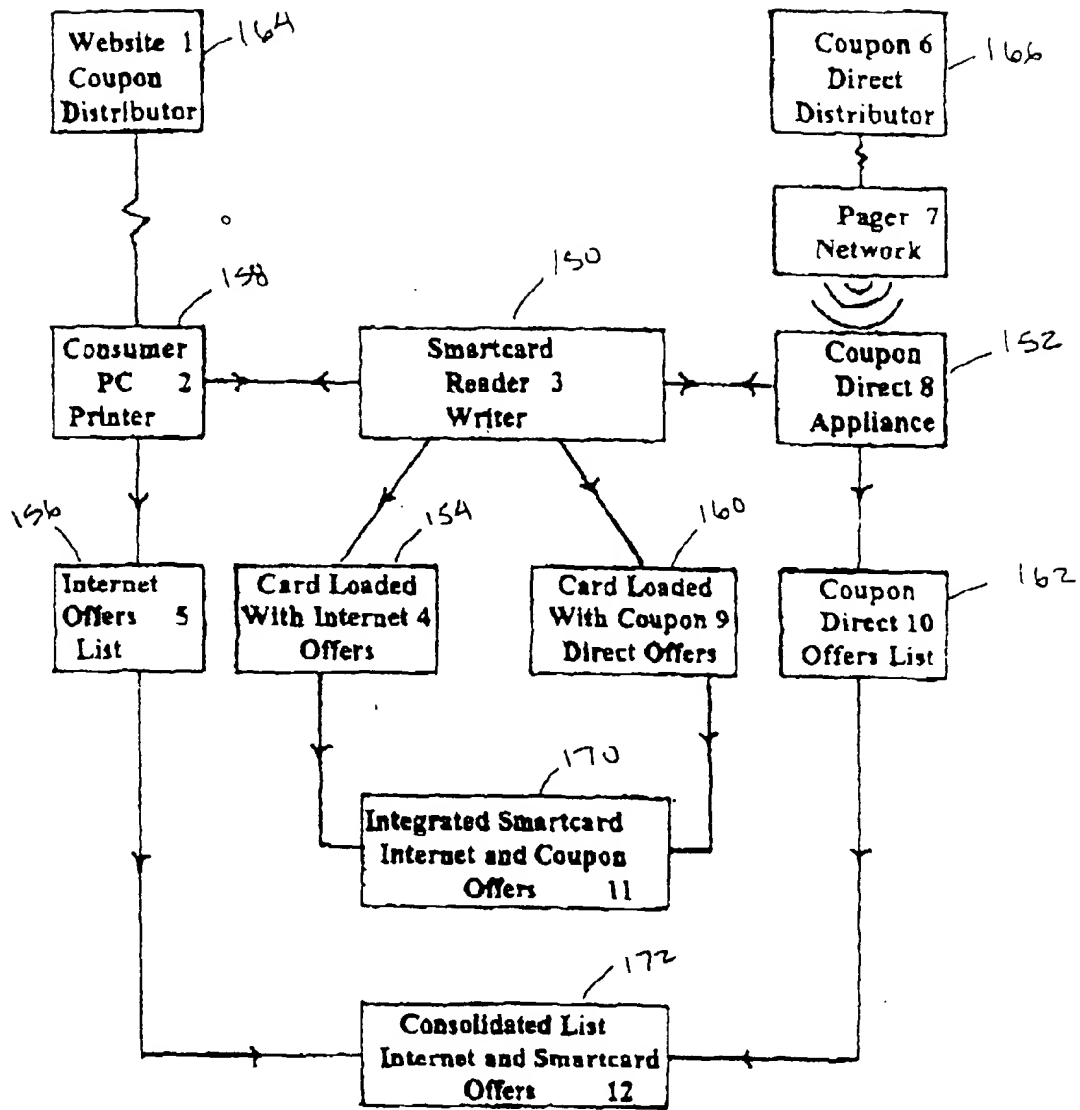 Website 1
Coupon
Distributor
164
Coupon 6
Direct
Distributor
166
Pager 7
Network
158
150
152
Consumer
PC 2
Printer
Smartcard
Reader 3
Writer
Coupon
Direct 8
Appliance
156
154
160
162
Internet
Offers 5
List
Card Loaded
With Internet 4
Offers
Card Loaded
With Coupon 9
Direct Offers
Coupon
Direct 10
Offers List
170
Integrated Smartcard
Internet and Coupon
Offers 11
172
Consolidated List
Internet and Smartcard
Offers 12